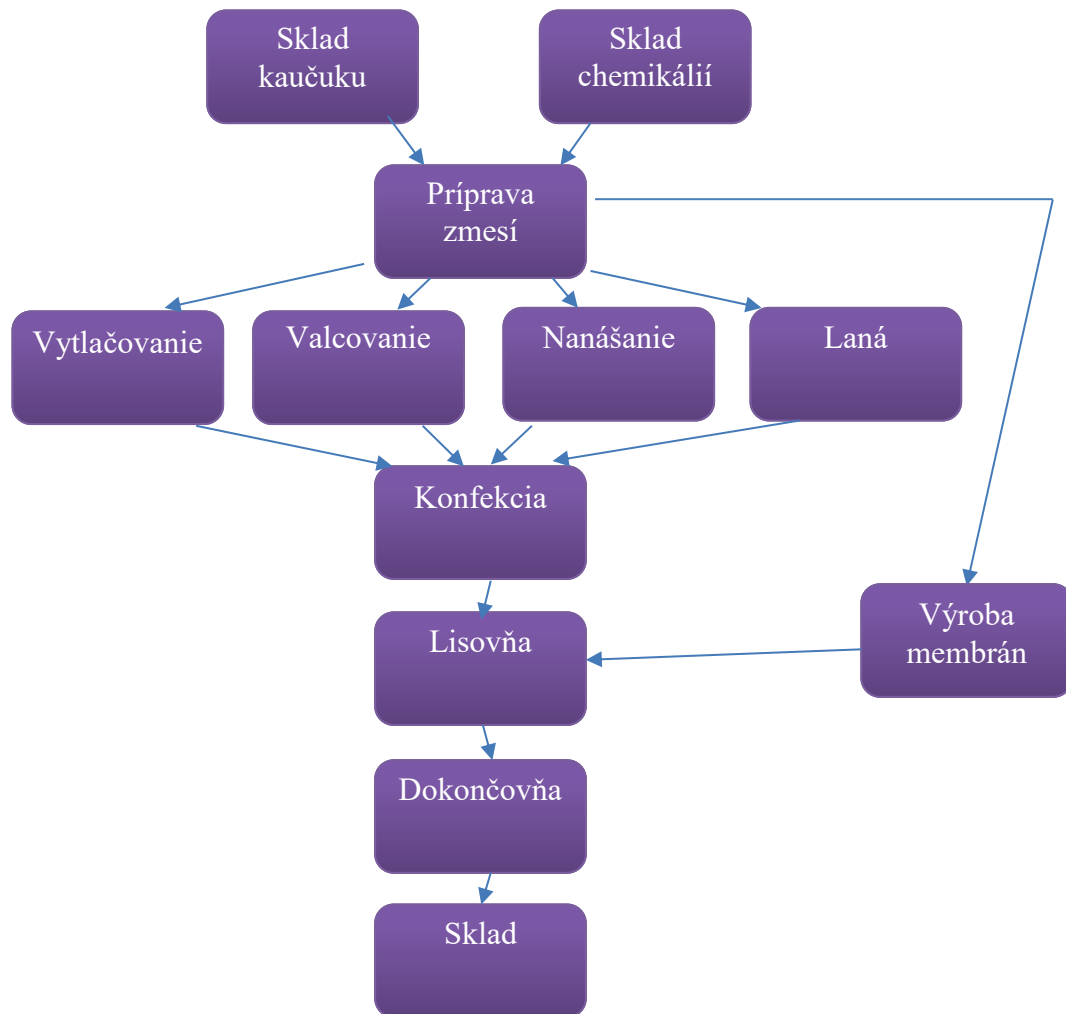 Sklad
kaučuku
Sklad
chemikálií
Príprava
zmesí
Vytlačovanie
Valcovanie
Nanášanie
Laná
Konfekcia
Výroba
membrán
Lisovňa
Dokončovňa
Sklad